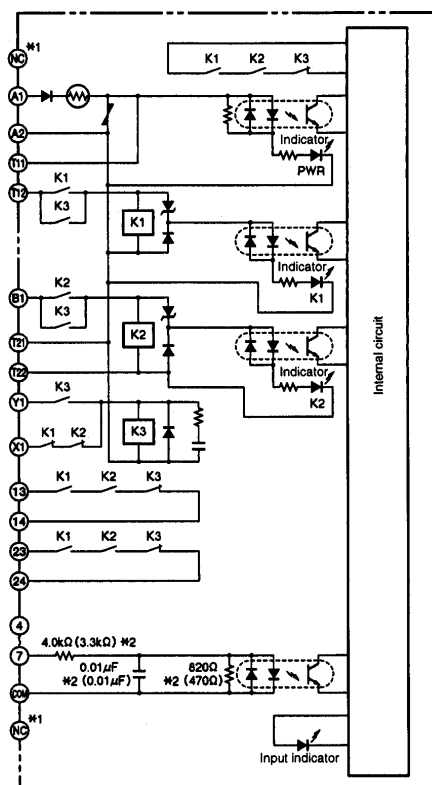 NC *1
K1 K2 K3
A1
A2
Indicator
PWR
T11
T12
K1
K3
K1
Indicator
K1
B1
K2
K3
K2
T21
T22
Indicator
K2
Internal circuit
Y1
K3
K3
X1
K1 K2
13
K1 K2 K3
14
23
K1 K2 K3
24
4
7
4.0kΩ (3.3kΩ) *2
0.01μF
*2 (0.01μF)
820Ω
*2 (470Ω)
COM
NC *1
Input indicator